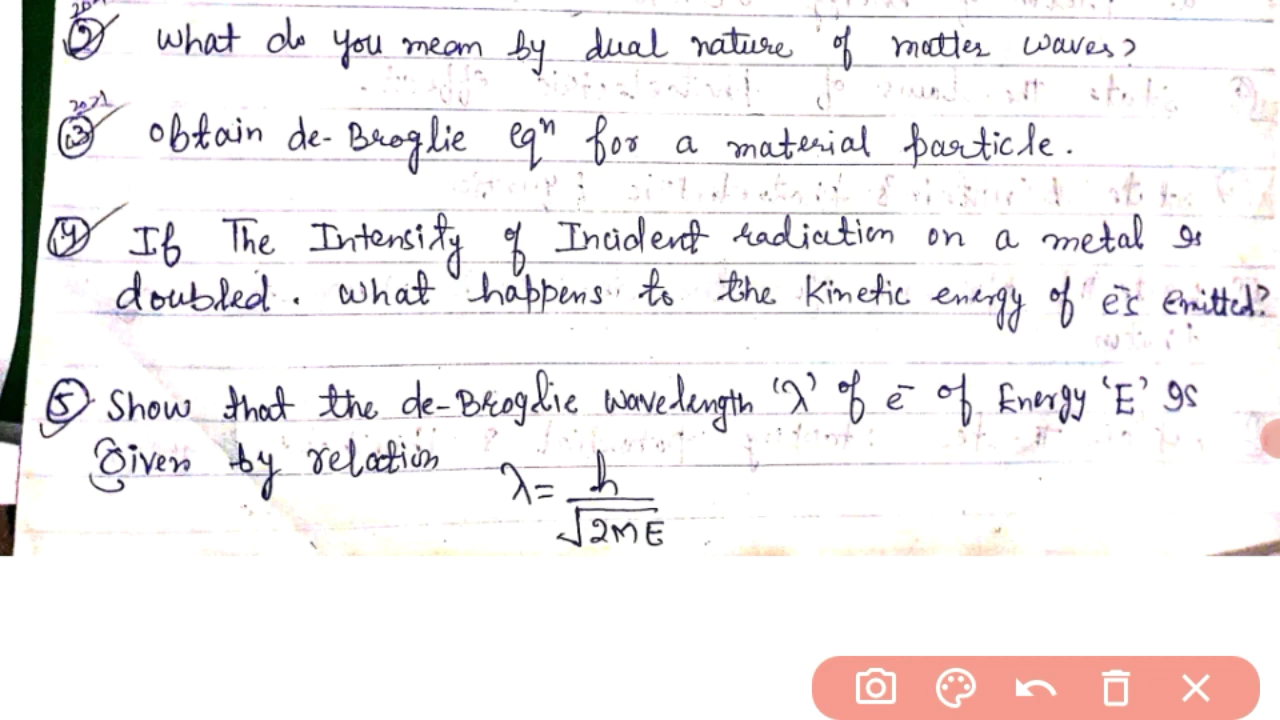 ② What do you mean by dual nature of matter waves?
2021
③ obtain de-Broglie eqⁿ for a material particle.
④ If The Intensity of Incident radiation on a metal is
doubled. What happens to the kinetic energy of e⁻s emitted?
⑤ Show that the de-Broglie wavelength 'λ' of e⁻ of Energy 'E' is
Given by relation
λ = h
√2mE